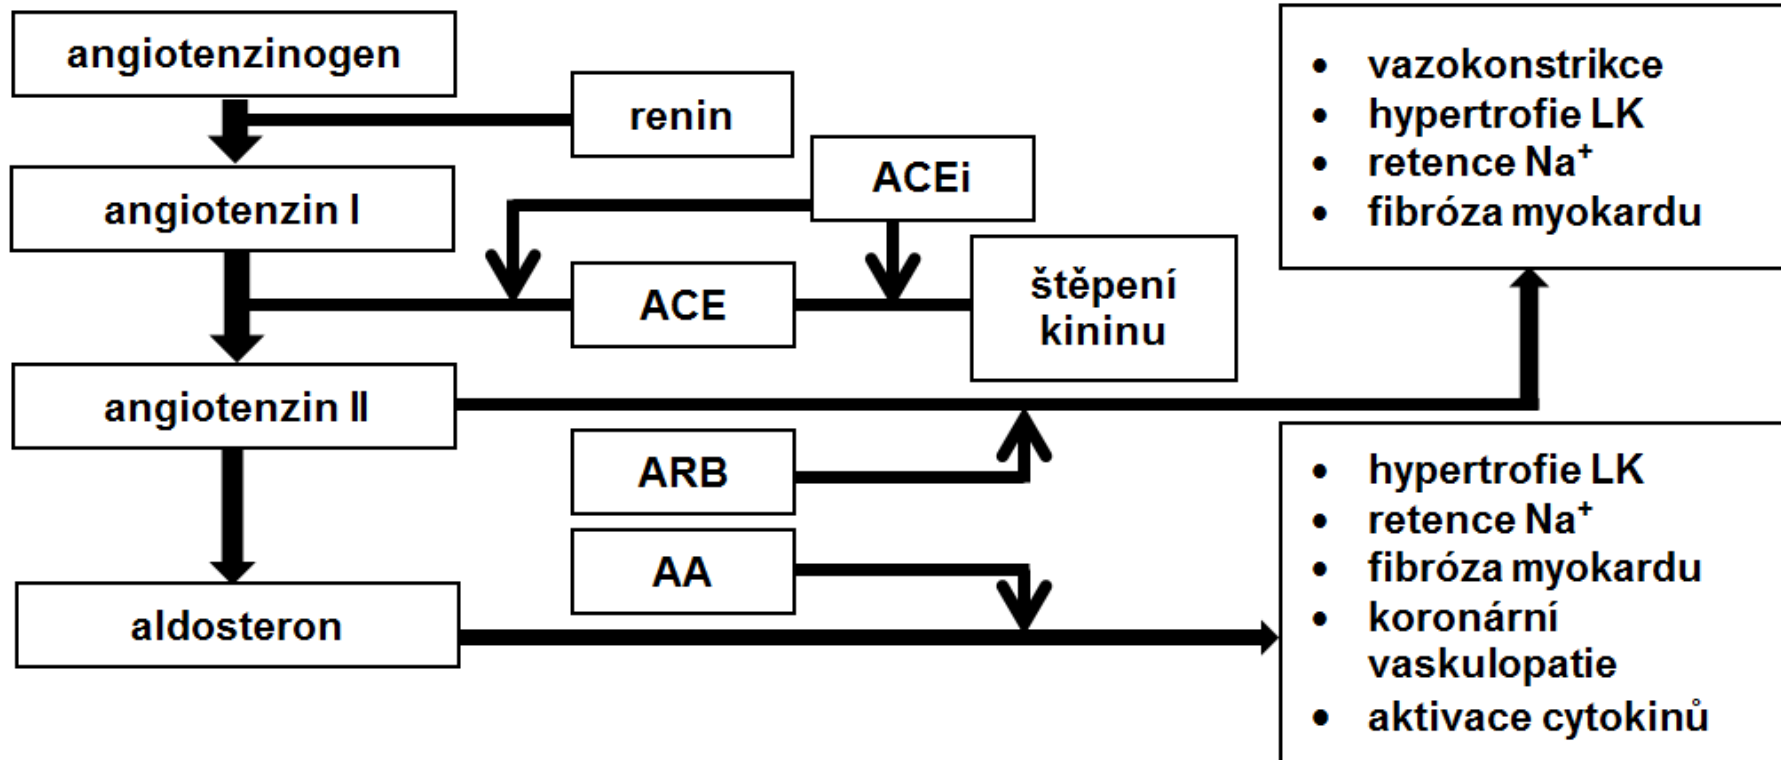 angiotenzinogen
renin
angiotenzin I
ACEi
ACE
štěpení
kininu
angiotenzin II
ARB
AA
aldosteron
• vazokonstrikce
• hypertrofie LK
• retence Na⁺
• fibróza myokardu
• hypertrofie LK
• retence Na⁺
• fibróza myokardu
• koronární
vaskulopatie
• aktivace cytokinů